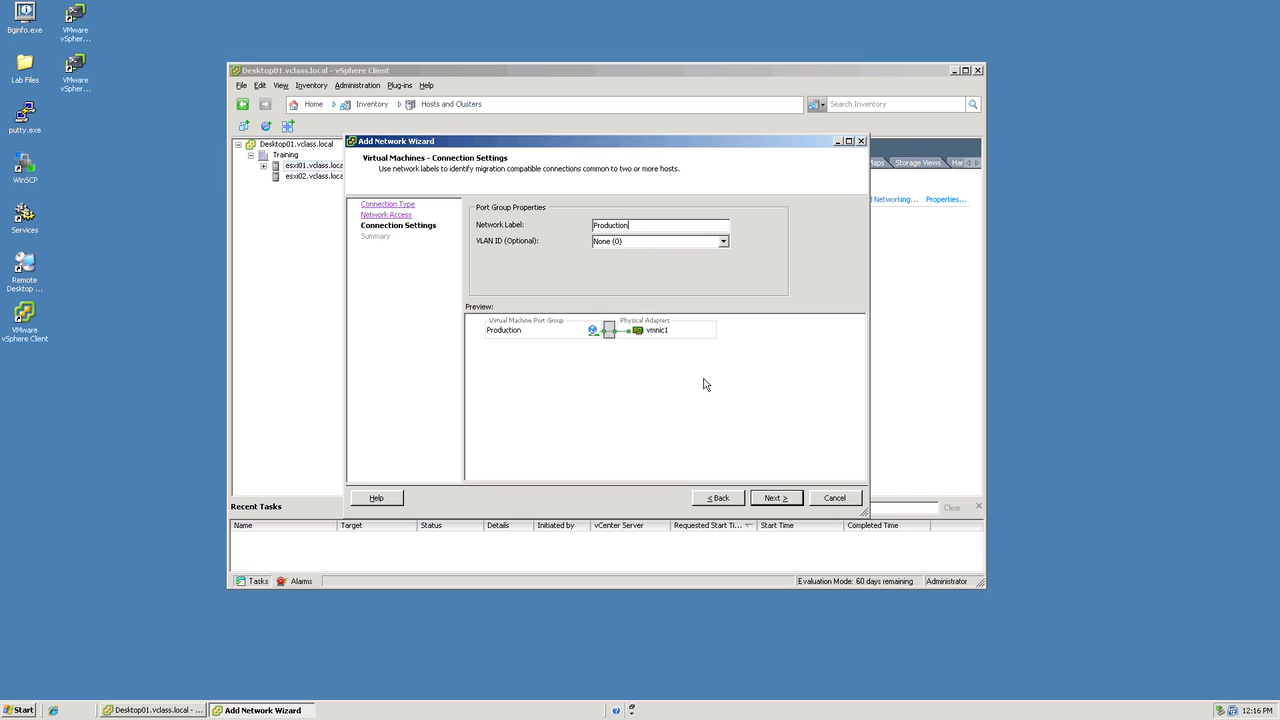 Bginfo.exe
VMware
vSpher...
Lab Files
VMware
vSpher...
putty.exe
WinSCP
Services
Remote
Desktop ...
VMware
vSphere Client
Desktop01.vclass.local - vSphere Client
File Edit View Inventory Administration Plug-ins Help
Home Inventory Hosts and Clusters
Search Inventory
Desktop01.vclass.local
Training
esxi01.vclass.loca
esxi02.vclass.loca
Maps Storage Views Har
Networking... Properties...
Add Network Wizard
Virtual Machines - Connection Settings
Use network labels to identify migration compatible connections common to two or more hosts.
Connection Type
Network Access
Connection Settings
Summary
Port Group Properties
Network Label: Production
VLAN ID (Optional): None (0)
Preview:
Virtual Machine Port Group Physical Adapters
Production vmnic1
Help < Back Next > Cancel
Recent Tasks
Clear
Name Target Status Details Initiated by vCenter Server Requested Start Ti... Start Time Completed Time
Tasks Alarms Evaluation Mode: 60 days remaining Administrator
Start Desktop01.vclass.local - ... Add Network Wizard 12:16 PM